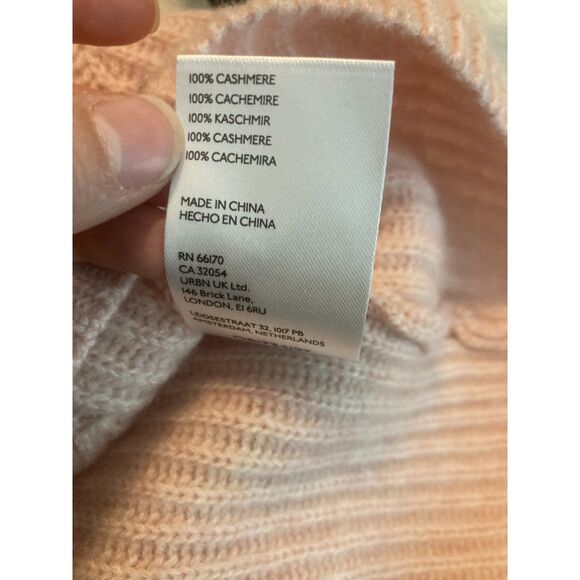 100% CASHMERE
100% CACHEMIRE
100% KASCHMIR
100% CASHMERE
100% CACHEMIRA
MADE IN CHINA
HECHO EN CHINA
RN 66170
CA 32054
URBN UK Ltd.
146 Brick Lane,
LONDON, E1 6RU
LEIDSESTRAAT 32, 1017 PB
AMSTERDAM, NETHERLANDS